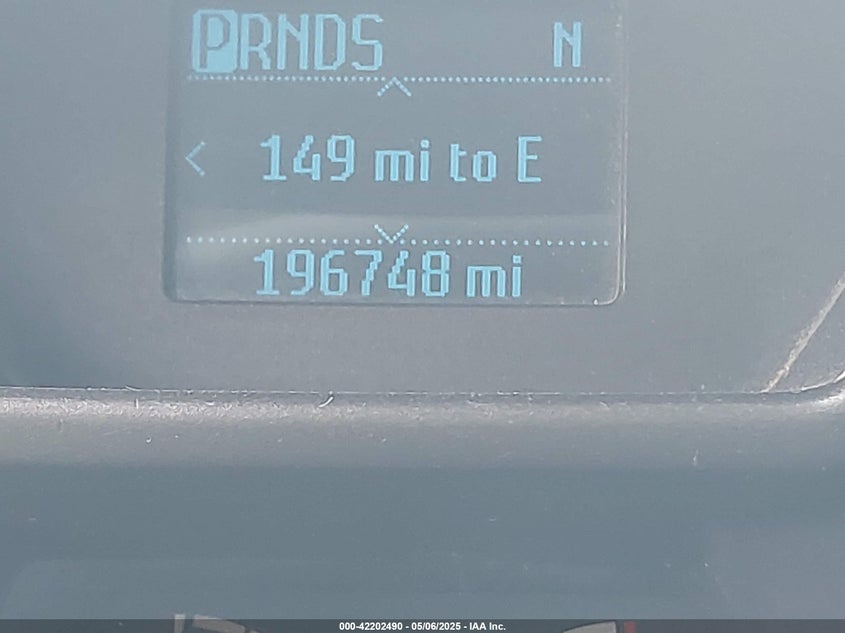 PRNDS N
149 mi to E
196748 mi
000-42202490 - 05/06/2025 - IAA Inc.